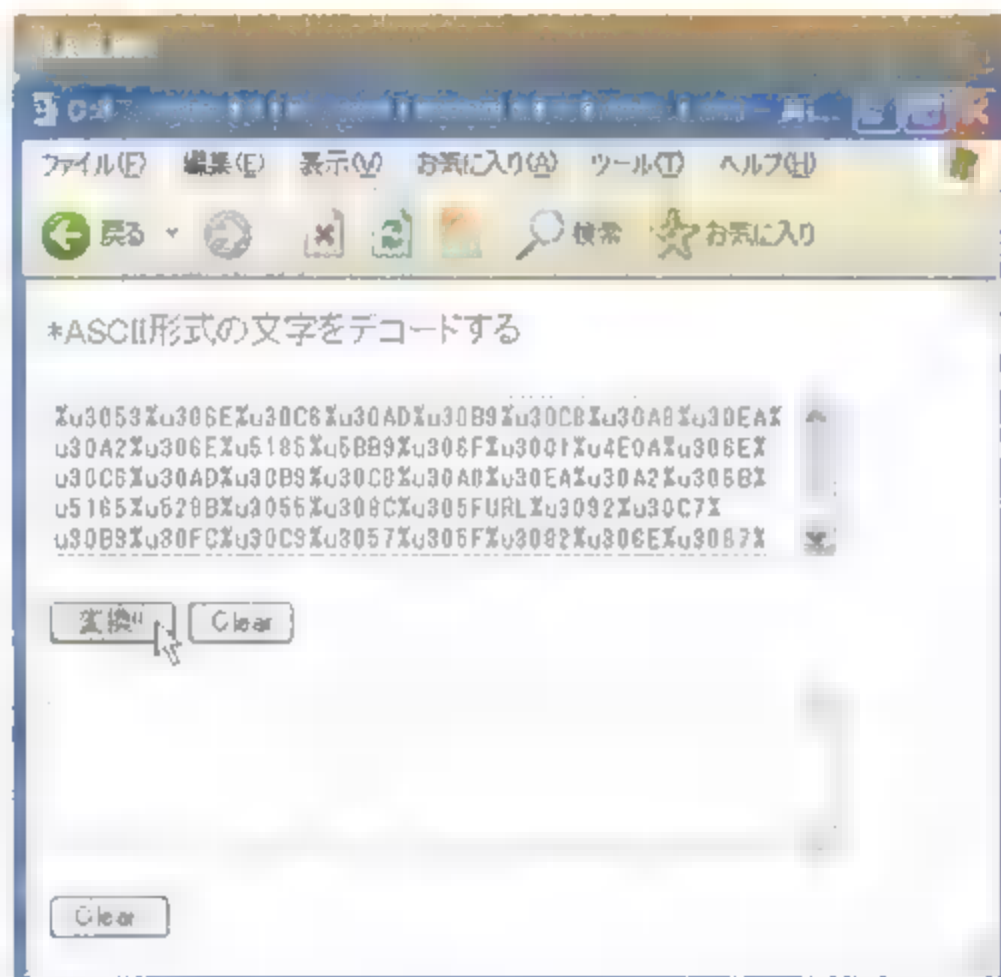 ファイル(F) 編集(E) 表示(V) お気に入り(A) ツール(T) ヘルプ(H)
戻る 検索 お気に入り
*ASCII形式の文字をデコードする
%u3053%u306E%u30C6%u30AD%u30B9%u30C8%u30A8%u30EA%
u30A2%u306E%u5185%u5BB9%u306F%u3001%u4E0A%u306E%
u30C6%u30AD%u30B9%u30C8%u30A8%u30EA%u30A2%u306B%
u5165%u529B%u3055%u308C%u305FURL%u3092%u30C7%
u30B3%u30FC%u30C9%u3057%u305F%u3082%u306E%u3067%
変換" Clear
Clear